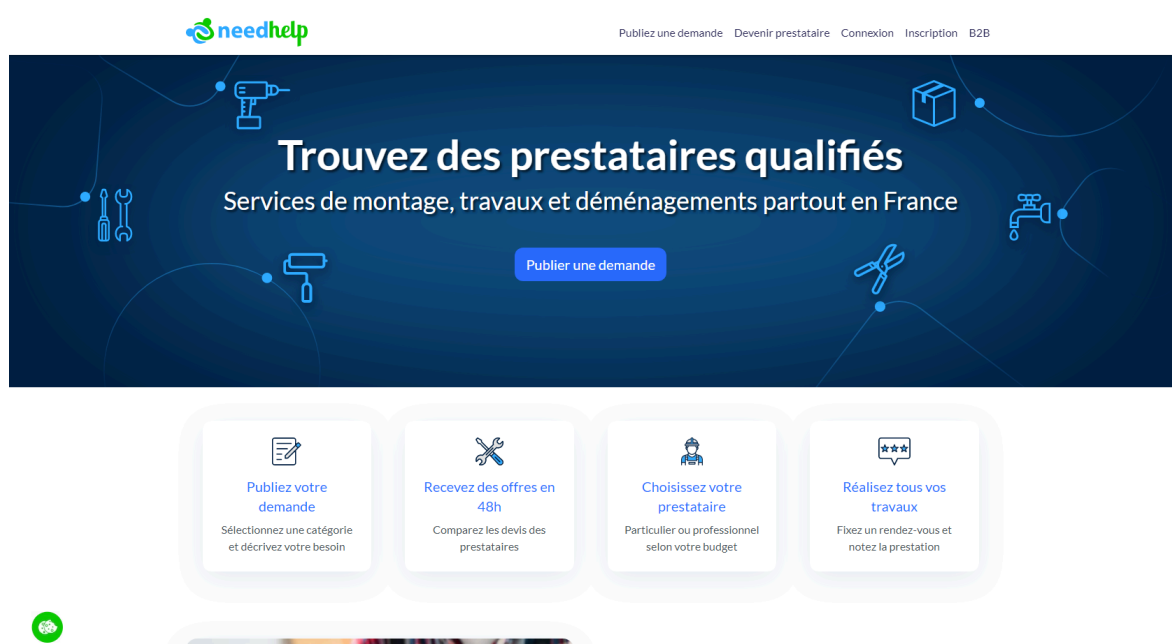 needhelp
Publiez une demande Devenir prestataire Connexion Inscription B2B
Trouvez des prestataires qualifiés
Services de montage, travaux et déménagements partout en France
Publier une demande
Publiez votre
demande
Sélectionnez une catégorie
et décrivez votre besoin
Recevez des offres en
48h
Comparez les devis des
prestataires
Choisissez votre
prestataire
Particulier ou professionnel
selon votre budget
Réalisez tous vos
travaux
Fixez un rendez-vous et
notez la prestation